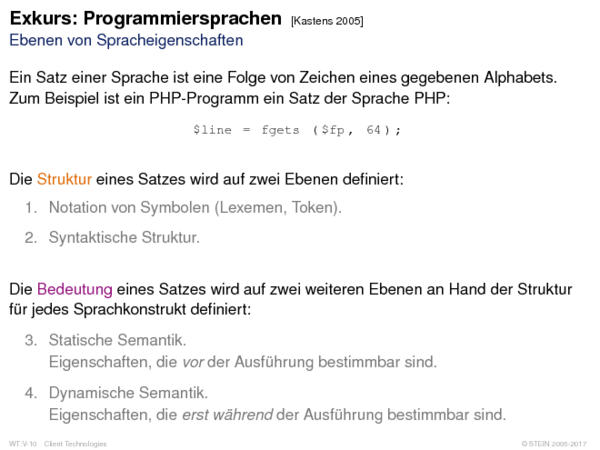 Exkurs: Programmiersprachen [Kastens 2005]
Ebenen von Spracheigenschaften
Ein Satz einer Sprache ist eine Folge von Zeichen eines gegebenen Alphabets.
Zum Beispiel ist ein PHP-Programm ein Satz der Sprache PHP:
$line = fgets ($fp, 64);
Die Struktur eines Satzes wird auf zwei Ebenen definiert:
1. Notation von Symbolen (Lexemen, Token).
2. Syntaktische Struktur.
Die Bedeutung eines Satzes wird auf zwei weiteren Ebenen an Hand der Struktur
für jedes Sprachkonstrukt definiert:
3. Statische Semantik.
Eigenschaften, die vor der Ausführung bestimmbar sind.
4. Dynamische Semantik.
Eigenschaften, die erst während der Ausführung bestimmbar sind.
WT:V-10 Client Technologies © STEIN 2005-2017